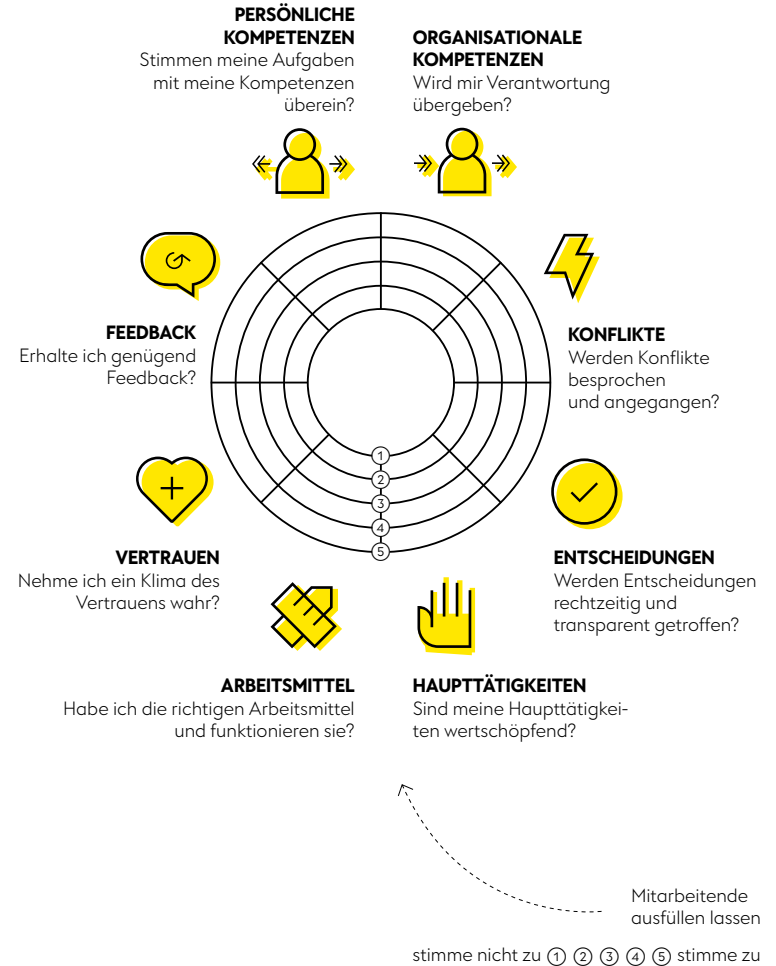 PERSÖNLICHE
KOMPETENZEN
Stimmen meine Aufgaben
mit meine Kompetenzen
überein?
ORGANISATIONALE
KOMPETENZEN
Wird mir Verantwortung
übergeben?
FEEDBACK
Erhalte ich genügend
Feedback?
KONFLIKTE
Werden Konflikte
besprochen
und angegangen?
1
2
3
4
5
VERTRAUEN
Nehme ich ein Klima des
Vertrauens wahr?
ENTSCHEIDUNGEN
Werden Entscheidungen
rechtzeitig und
transparent getroffen?
ARBEITSMITTEL
Habe ich die richtigen Arbeitsmittel
und funktionieren sie?
HAUPTTÄTIGKEITEN
Sind meine Haupttätigkei-
ten wertschöpfend?
Mitarbeitende
ausfüllen lassen
stimme nicht zu 1 2 3 4 5 stimme zu